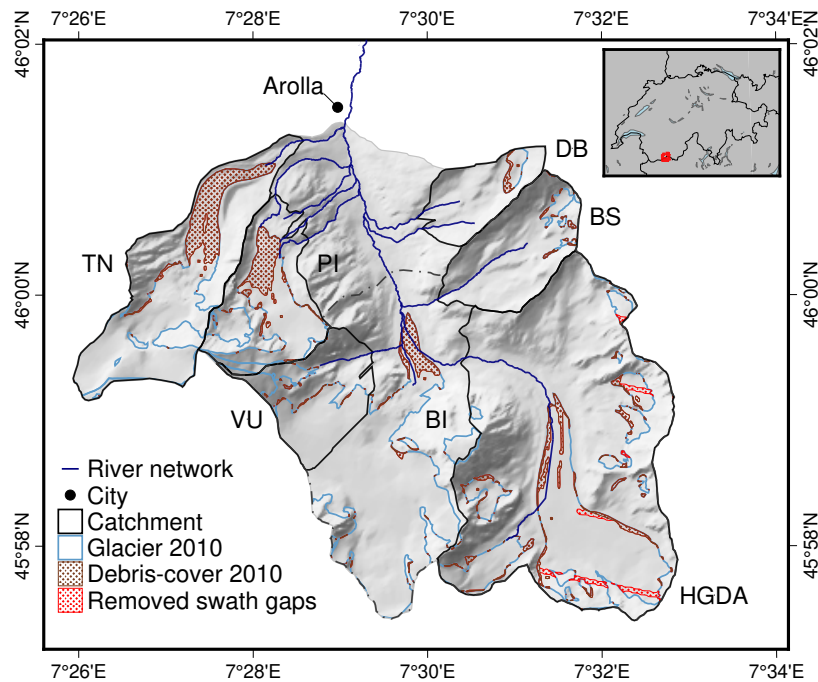 7°26'E 7°28'E 7°30'E 7°32'E 7°34'E
46°02'N 46°02'N
Arolla
DB
BS
TN
PI
46°00'N 46°00'N
VU
BI
River network
City
Catchment
Glacier 2010
Debris-cover 2010
Removed swath gaps
45°58'N 45°58'N
HGDA
7°26'E 7°28'E 7°30'E 7°32'E 7°34'E